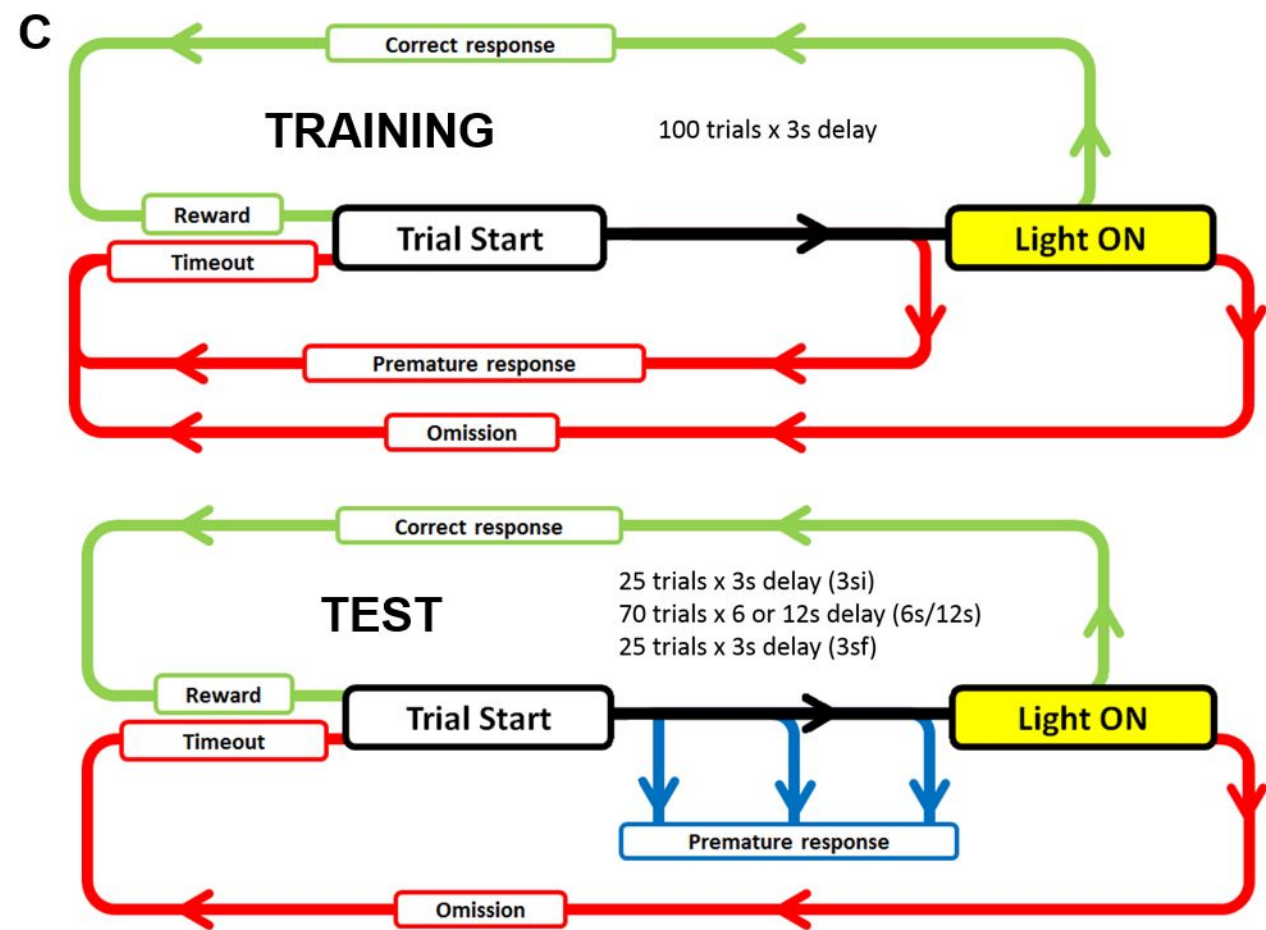 C
Correct response
TRAINING
100 trials x 3s delay
Reward
Trial Start
Light ON
Timeout
Premature response
Omission
Correct response
25 trials x 3s delay (3si)
TEST
70 trials x 6 or 12s delay (6s/12s)
25 trials x 3s delay (3sf)
Reward
Trial Start
Light ON
Timeout
Premature response
Omission